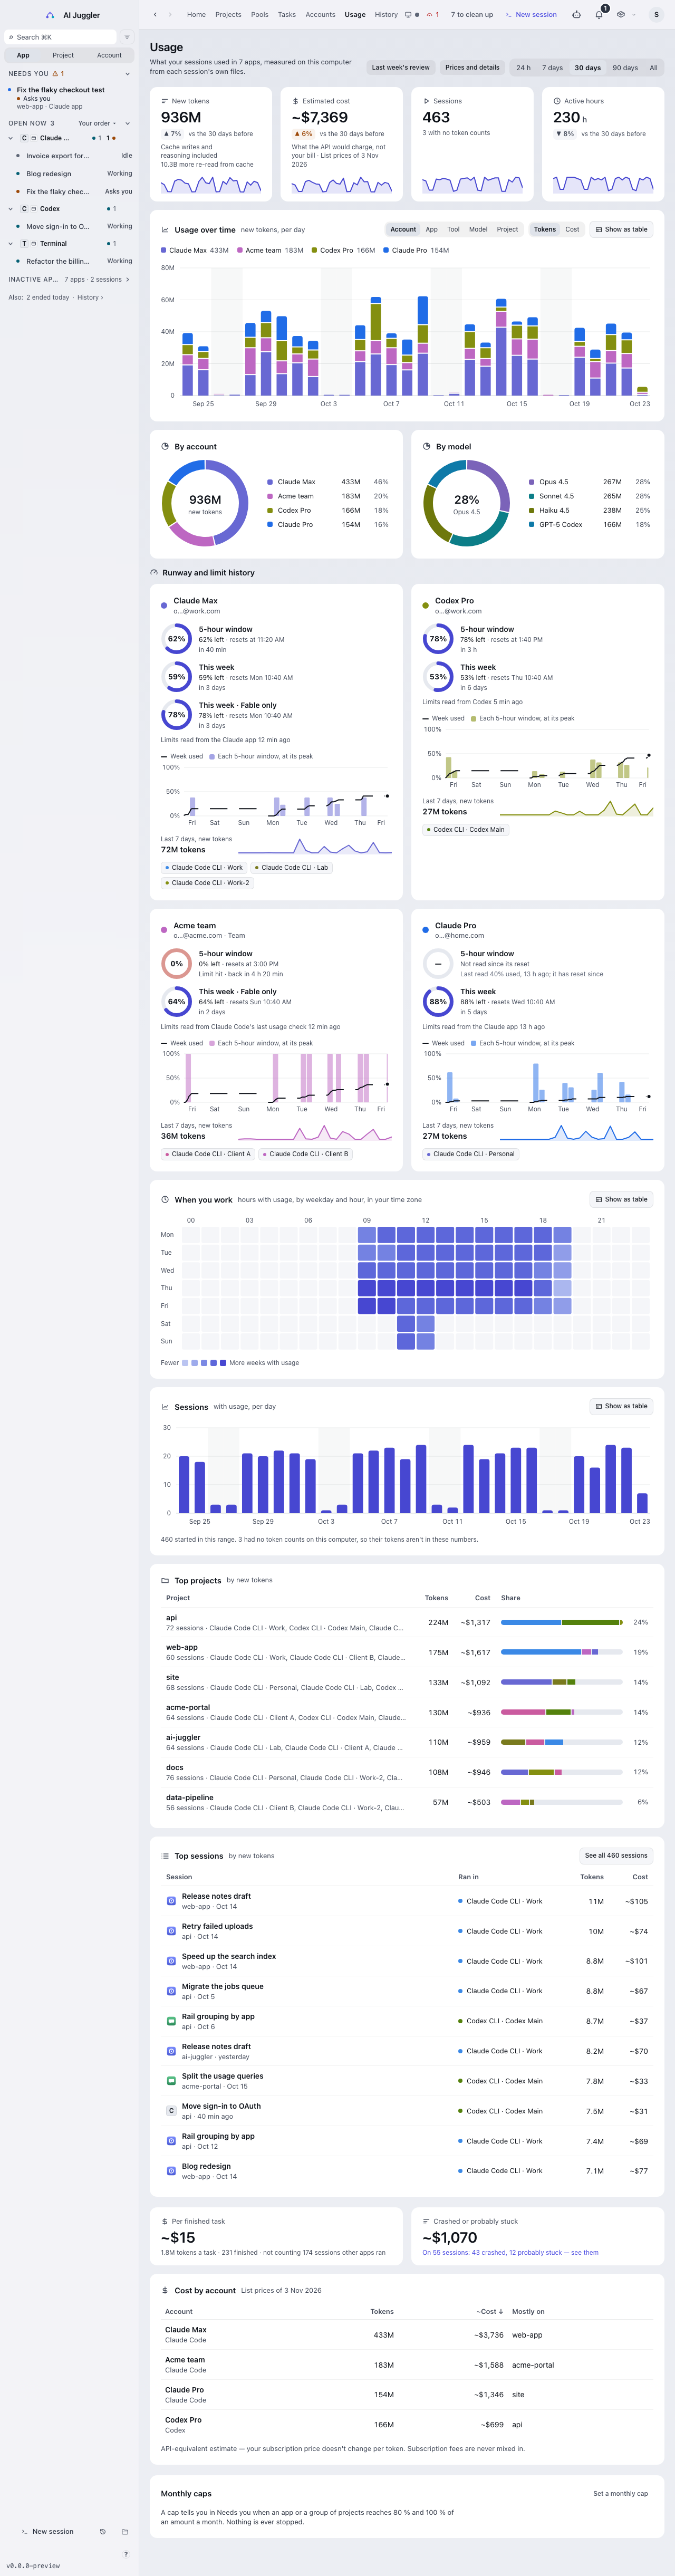 AI Juggler
Search ⌘K
App
Project
Account
NEEDS YOU 1
Fix the flaky checkout test
Asks you
web-app · Claude app
OPEN NOW 3
Your order
C Claude ... 1 1
Invoice export for... Idle
Blog redesign Working
Fix the flaky chec... Asks you
C Codex 1
Move sign-in to O... Working
T Terminal 1
Refactor the billin... Working
INACTIVE AP... 7 apps · 2 sessions
Also: 2 ended today · History ›
New session
?
v0.0.0-preview
Home Projects Pools Tasks Accounts Usage History
1
7 to clean up
New session
1
S
Usage
What your sessions used in 7 apps, measured on this computer
from each session's own files.
Last week's review
Prices and details
24 h 7 days 30 days 90 days All
New tokens
936M
▲ 7% vs the 30 days before
Cache writes and
reasoning included
10.3B more re-read from cache
Estimated cost
~$7,369
▲ 6% vs the 30 days before
What the API would charge, not
your bill · List prices of 3 Nov
2026
Sessions
463
3 with no token counts
Active hours
230 h
▼ 8% vs the 30 days before
Usage over time new tokens, per day
Account App Tool Model Project
Tokens Cost
Show as table
Claude Max 433M Acme team 183M Codex Pro 166M Claude Pro 154M
80M
60M
40M
20M
0
Sep 25 Sep 29 Oct 3 Oct 7 Oct 11 Oct 15 Oct 19 Oct 23
By account
936M
new tokens
Claude Max 433M 46%
Acme team 183M 20%
Codex Pro 166M 18%
Claude Pro 154M 16%
By model
28%
Opus 4.5
Opus 4.5 267M 28%
Sonnet 4.5 265M 28%
Haiku 4.5 238M 25%
GPT-5 Codex 166M 18%
Runway and limit history
Claude Max
o...@work.com
62%
5-hour window
62% left · resets at 11:20 AM
in 40 min
59%
This week
59% left · resets Mon 10:40 AM
in 3 days
78%
This week · Fable only
78% left · resets Mon 10:40 AM
in 3 days
Limits read from the Claude app 12 min ago
Week used Each 5-hour window, at its peak
100%
50%
0%
Fri Sat Sun Mon Tue Wed Thu Fri
Last 7 days, new tokens
72M tokens
Claude Code CLI · Work
Claude Code CLI · Lab
Claude Code CLI · Work-2
Codex Pro
o...@work.com
78%
5-hour window
78% left · resets at 1:40 PM
in 3 h
53%
This week
53% left · resets Thu 10:40 AM
in 6 days
Limits read from Codex 5 min ago
Week used Each 5-hour window, at its peak
100%
50%
0%
Fri Sat Sun Mon Tue Wed Thu Fri
Last 7 days, new tokens
27M tokens
Codex CLI · Codex Main
Acme team
o...@acme.com · Team
0%
5-hour window
0% left · resets at 3:00 PM
Limit hit · back in 4 h 20 min
64%
This week · Fable only
64% left · resets Sun 10:40 AM
in 2 days
Limits read from Claude Code's last usage check 12 min ago
Week used Each 5-hour window, at its peak
100%
50%
0%
Fri Sat Sun Mon Tue Wed Thu Fri
Last 7 days, new tokens
36M tokens
Claude Code CLI · Client A
Claude Code CLI · Client B
Claude Pro
o...@home.com
–
5-hour window
Not read since its reset
Last read 40% used, 13 h ago; it has reset since
88%
This week
88% left · resets Wed 10:40 AM
in 5 days
Limits read from the Claude app 13 h ago
Week used Each 5-hour window, at its peak
100%
50%
0%
Fri Sat Sun Mon Tue Wed Thu Fri
Last 7 days, new tokens
27M tokens
Claude Code CLI · Personal
When you work hours with usage, by weekday and hour, in your time zone
Show as table
00 03 06 09 12 15 18 21
Mon
Tue
Wed
Thu
Fri
Sat
Sun
Fewer More weeks with usage
Sessions with usage, per day
Show as table
30
20
10
0
Sep 25 Sep 29 Oct 3 Oct 7 Oct 11 Oct 15 Oct 19 Oct 23
460 started in this range. 3 had no token counts on this computer, so their tokens aren't in these numbers.
Top projects by new tokens
Project Tokens Cost Share
api 224M ~$1,317 24%
72 sessions · Claude Code CLI · Work, Codex CLI · Codex Main, Claude C...
web-app 175M ~$1,617 19%
60 sessions · Claude Code CLI · Work, Claude Code CLI · Client B, Claude...
site 133M ~$1,092 14%
68 sessions · Claude Code CLI · Personal, Claude Code CLI · Lab, Codex ...
acme-portal 130M ~$936 14%
64 sessions · Claude Code CLI · Client A, Codex CLI · Codex Main, Claude...
ai-juggler 110M ~$959 12%
64 sessions · Claude Code CLI · Lab, Claude Code CLI · Client A, Claude ...
docs 108M ~$946 12%
76 sessions · Claude Code CLI · Personal, Claude Code CLI · Work-2, Cla...
data-pipeline 57M ~$503 6%
56 sessions · Claude Code CLI · Client B, Claude Code CLI · Work-2, Clau...
Top sessions by new tokens
See all 460 sessions
Session Ran in Tokens Cost
Release notes draft Claude Code CLI · Work 11M ~$105
web-app · Oct 14
Retry failed uploads Claude Code CLI · Work 10M ~$74
api · Oct 14
Speed up the search index Claude Code CLI · Work 8.8M ~$101
web-app · Oct 14
Migrate the jobs queue Claude Code CLI · Work 8.8M ~$67
api · Oct 5
Rail grouping by app Codex CLI · Codex Main 8.7M ~$37
api · Oct 6
Release notes draft Claude Code CLI · Work 8.2M ~$70
ai-juggler · yesterday
Split the usage queries Codex CLI · Codex Main 7.8M ~$33
acme-portal · Oct 15
C Move sign-in to OAuth Codex CLI · Codex Main 7.5M ~$31
api · 40 min ago
Rail grouping by app Claude Code CLI · Work 7.4M ~$69
api · Oct 12
Blog redesign Claude Code CLI · Work 7.1M ~$77
web-app · Oct 14
Per finished task
~$15
1.8M tokens a task · 231 finished · not counting 174 sessions other apps ran
Crashed or probably stuck
~$1,070
On 55 sessions: 43 crashed, 12 probably stuck — see them
Cost by account List prices of 3 Nov 2026
Account Tokens ~Cost ↓ Mostly on
Claude Max 433M ~$3,736 web-app
Claude Code
Acme team 183M ~$1,588 acme-portal
Claude Code
Claude Pro 154M ~$1,346 site
Claude Code
Codex Pro 166M ~$699 api
Codex
API-equivalent estimate — your subscription price doesn't change per token. Subscription fees are never mixed in.
Monthly caps
Set a monthly cap
A cap tells you in Needs you when an app or a group of projects reaches 80 % and 100 % of
an amount a month. Nothing is ever stopped.